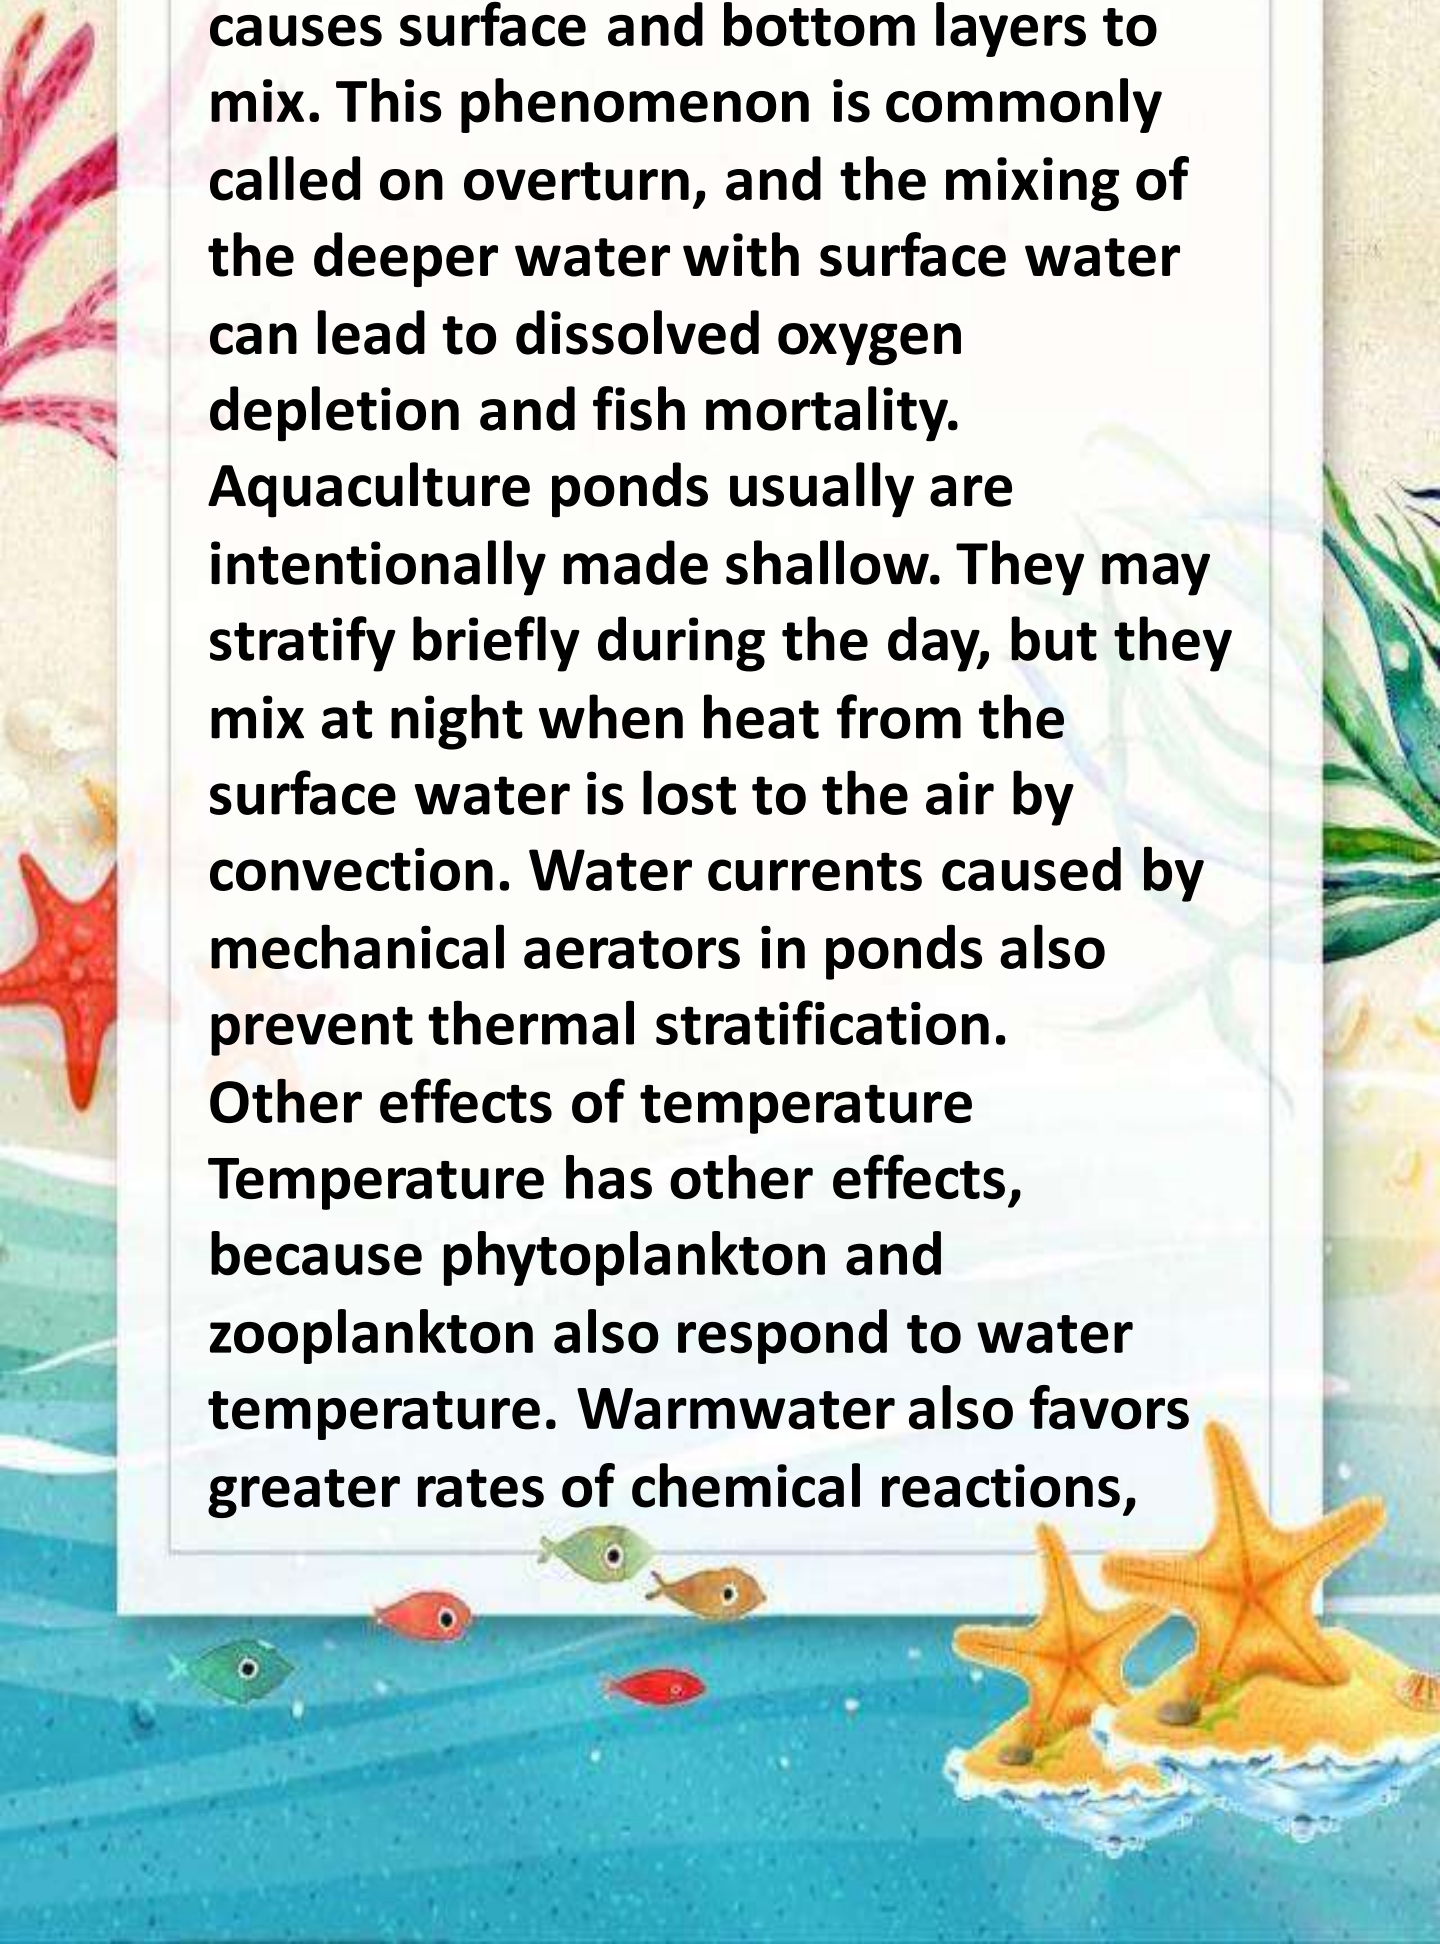 causes surface and bottom layers to
mix. This phenomenon is commonly
called on overturn, and the mixing of
the deeper water with surface water
can lead to dissolved oxygen
depletion and fish mortality.
Aquaculture ponds usually are
intentionally made shallow. They may
stratify briefly during the day, but they
mix at night when heat from the
surface water is lost to the air by
convection. Water currents caused by
mechanical aerators in ponds also
prevent thermal stratification.
Other effects of temperature
Temperature has other effects,
because phytoplankton and
zooplankton also respond to water
temperature. Warmwater also favors
greater rates of chemical reactions,